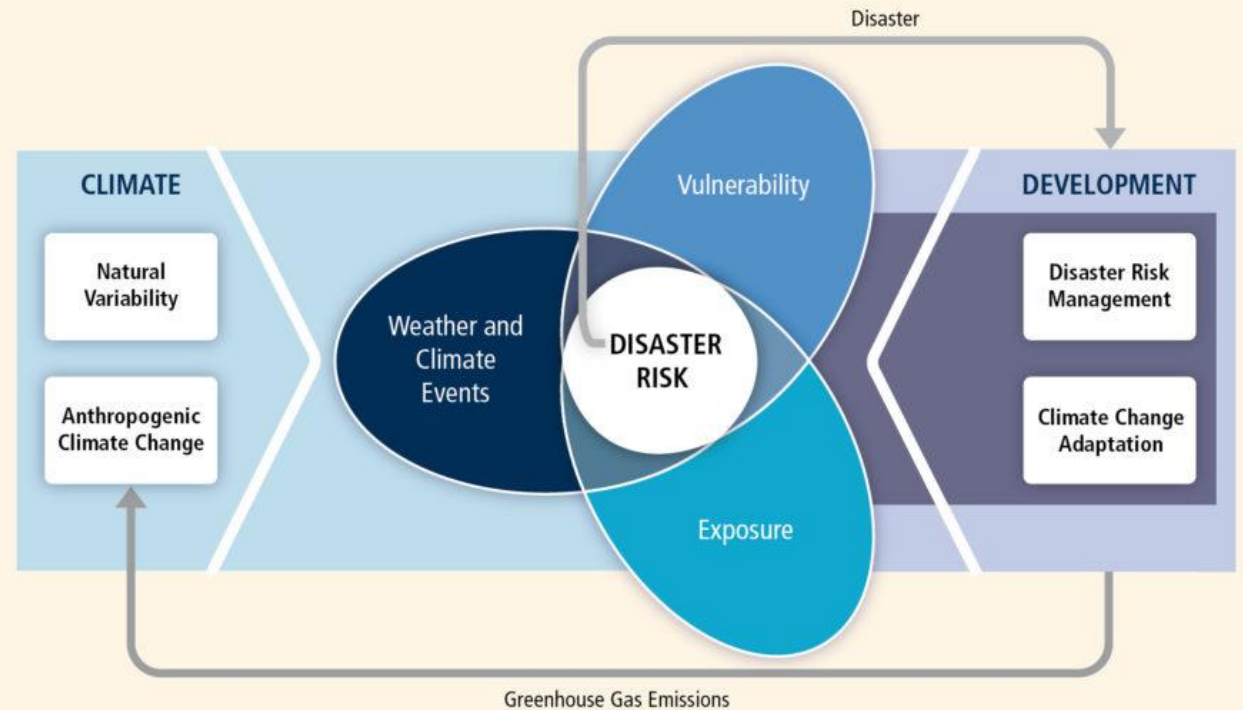 Disaster
CLIMATE
Natural
Variability
Anthropogenic
Climate Change
Weather and
Climate
Events
Vulnerability
DISASTER
RISK
Exposure
DEVELOPMENT
Disaster Risk
Management
Climate Change
Adaptation
Greenhouse Gas Emissions